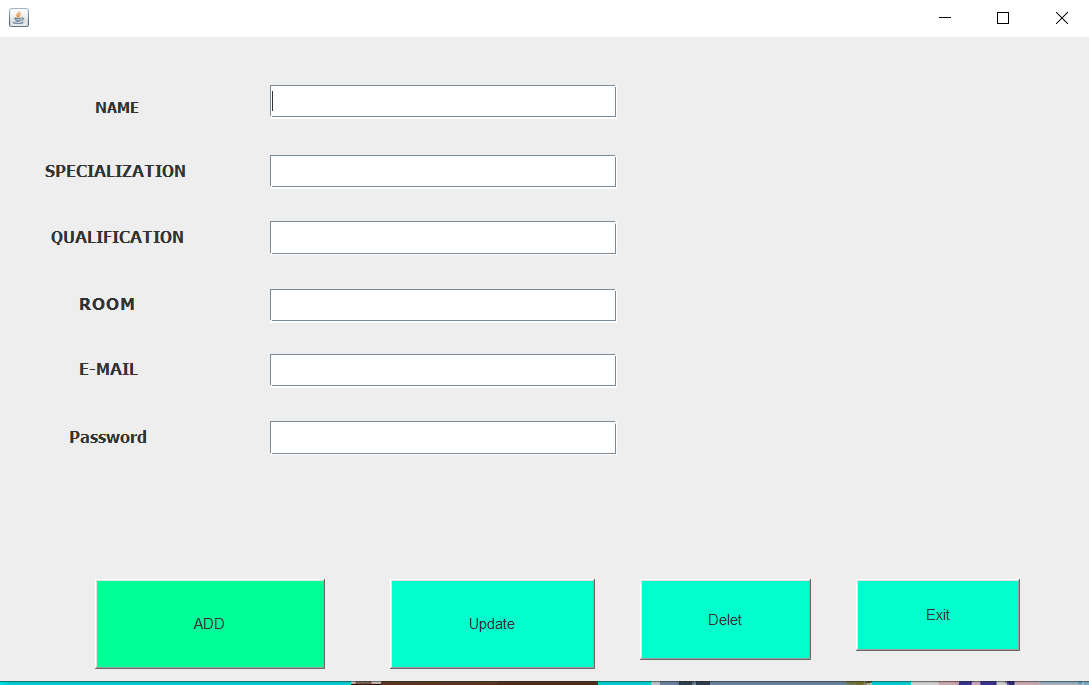 NAME
SPECIALIZATION
QUALIFICATION
ROOM
E-MAIL
Password
ADD
Update
Delet
Exit